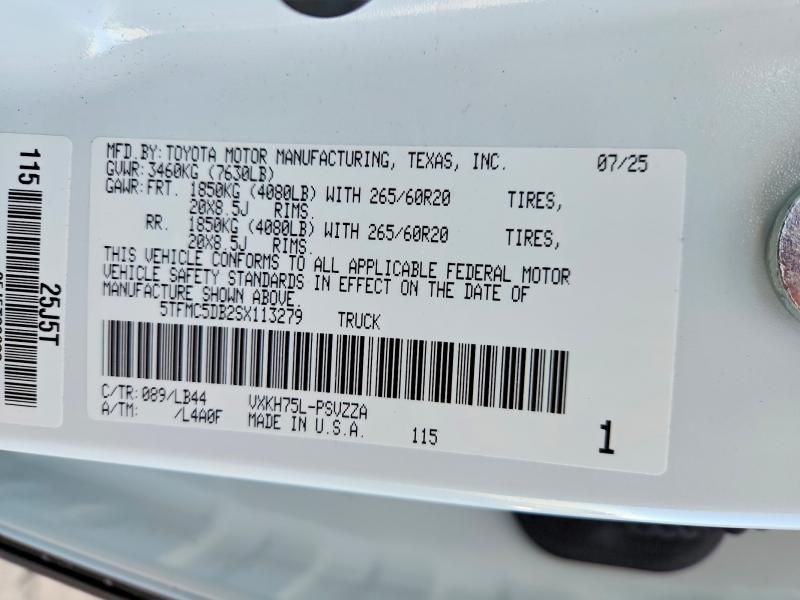 MFD.BY: TOYOTA MOTOR MANUFACTURING, TEXAS, INC. 07/25
GVWR: 3460KG (7630LB)
GAWR: FRT. 1850KG (4080LB) WITH 265/60R20 TIRES,
20X8.5J RIMS.
RR. 1850KG (4080LB) WITH 265/60R20 TIRES,
20X8.5J RIMS.
THIS VEHICLE CONFORMS TO ALL APPLICABLE FEDERAL MOTOR
VEHICLE SAFETY STANDARDS IN EFFECT ON THE DATE OF
MANUFACTURE SHOWN ABOVE.
5TFMC5DB2SX113279 TRUCK
C/TR: 089/LB44 VXKH75L-PSVZZA
A/TM: /L4A0F MADE IN U.S.A. 115 1
115
25J5T